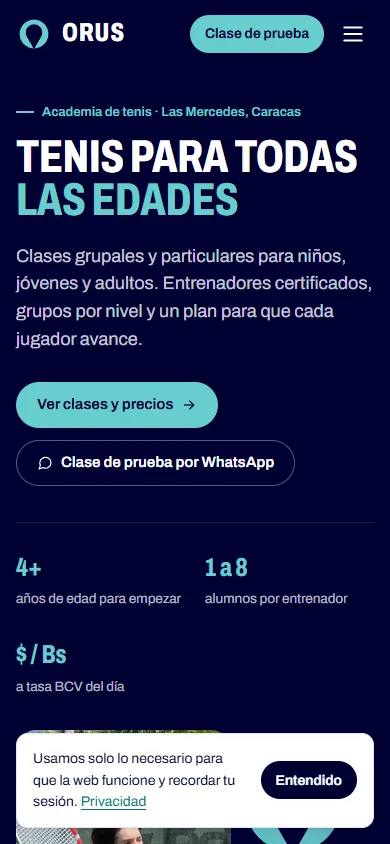 ORUS
Clase de prueba
Academia de tenis · Las Mercedes, Caracas
TENIS PARA TODAS
LAS EDADES
Clases grupales y particulares para niños,
jóvenes y adultos. Entrenadores certificados,
grupos por nivel y un plan para que cada
jugador avance.
Ver clases y precios →
Clase de prueba por WhatsApp
4+
años de edad para empezar
1 a 8
alumnos por entrenador
$ / Bs
a tasa BCV del día
Usamos solo lo necesario para
que la web funcione y recordar tu
sesión. Privacidad
Entendido